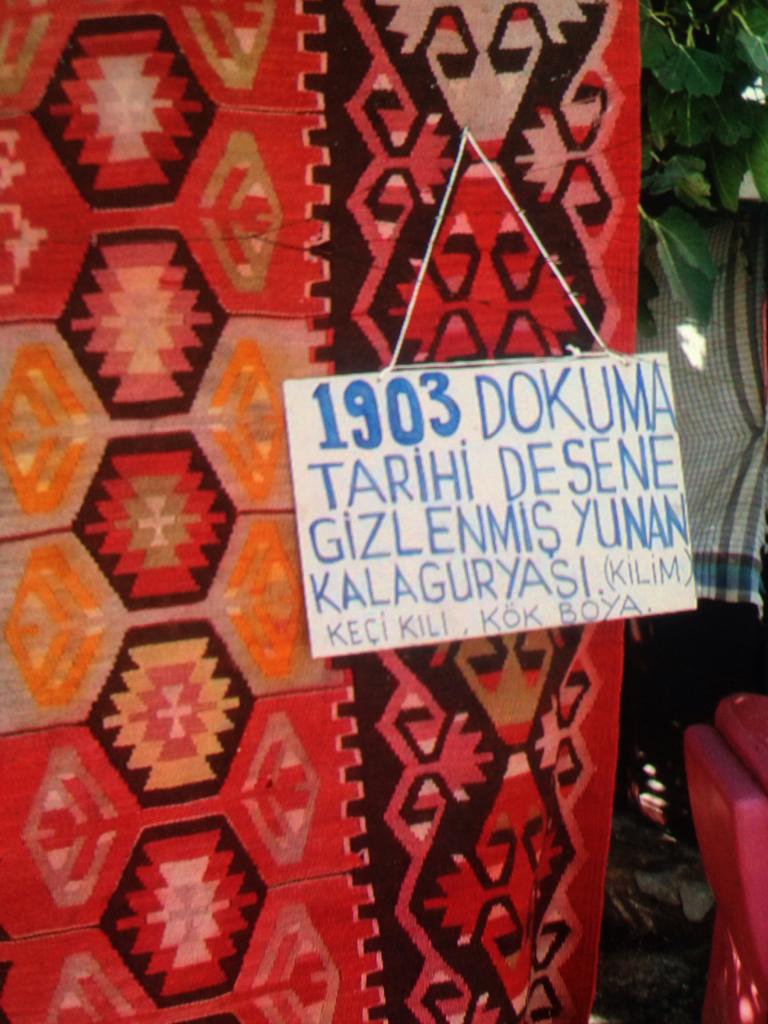 1903 DOKUMA
TARİHİ DESENE
GİZLENMİŞ YUNAN
KALAGURYASI. (KİLİM)
KEÇİ KILI, KÖK BOYA.